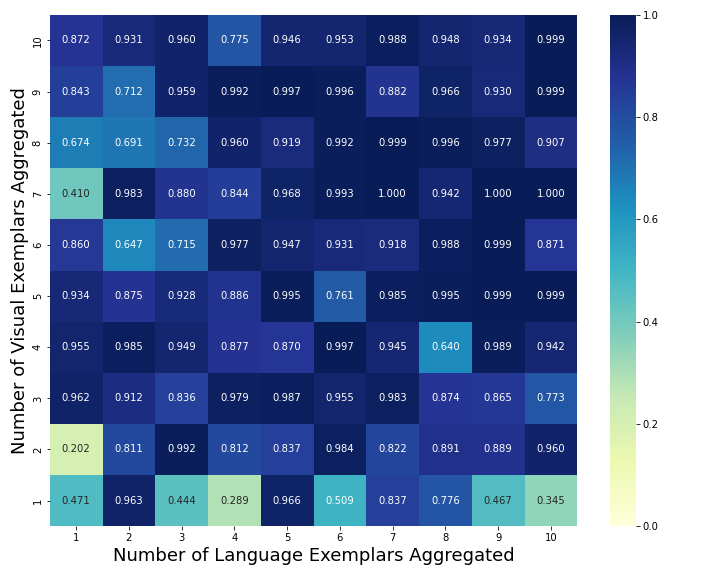 10 0.872 0.931 0.960 0.775 0.946 0.953 0.988 0.948 0.934 0.999
9 0.843 0.712 0.959 0.992 0.997 0.996 0.882 0.966 0.930 0.999
8 0.674 0.691 0.732 0.960 0.919 0.992 0.999 0.996 0.977 0.907
7 0.410 0.983 0.880 0.844 0.968 0.993 1.000 0.942 1.000 1.000
6 0.860 0.647 0.715 0.977 0.947 0.931 0.918 0.988 0.999 0.871
5 0.934 0.875 0.928 0.886 0.995 0.761 0.985 0.995 0.999 0.999
4 0.955 0.985 0.949 0.877 0.870 0.997 0.945 0.640 0.989 0.942
3 0.962 0.912 0.836 0.979 0.987 0.955 0.983 0.874 0.865 0.773
2 0.202 0.811 0.992 0.812 0.837 0.984 0.822 0.891 0.889 0.960
1 0.471 0.963 0.444 0.289 0.966 0.509 0.837 0.776 0.467 0.345
1 2 3 4 5 6 7 8 9 10
Number of Language Exemplars Aggregated
Number of Visual Exemplars Aggregated
1.0
0.8
0.6
0.4
0.2
0.0